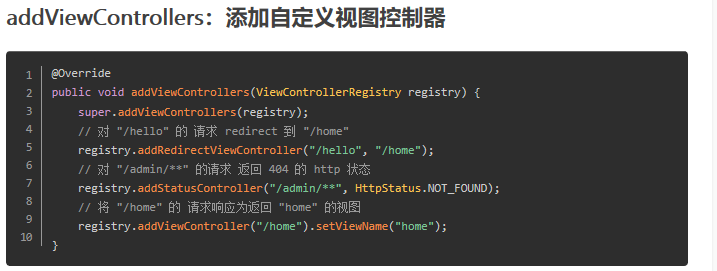 addViewControllers：添加自定义视图控制器
1 @Override
2 public void addViewControllers(ViewControllerRegistry registry) {
3 super.addViewControllers(registry);
4 // 对 "/hello" 的 请求 redirect 到 "/home"
5 registry.addRedirectViewController("/hello", "/home");
6 // 对 "/admin/**" 的请求 返回 404 的 http 状态
7 registry.addStatusController("/admin/**", HttpStatus.NOT_FOUND);
8 // 将 "/home" 的 请求响应为返回 "home" 的视图
9 registry.addViewController("/home").setViewName("home");
10 }